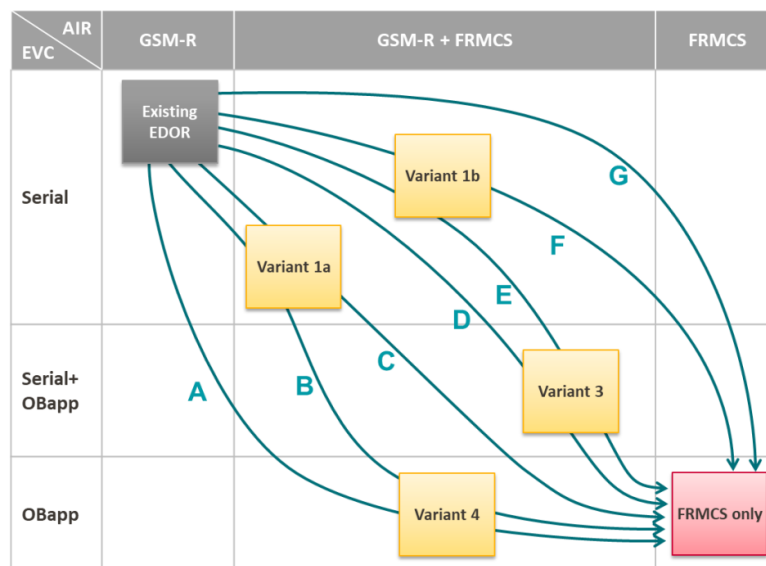 AIR
EVC
GSM-R
GSM-R + FRMCS
FRMCS
Existing
EDOR
Variant 1b
G
Serial
F
Variant 1a
E
D
C
B
A
Serial+
OBapp
Variant 3
OBapp
Variant 4
FRMCS only